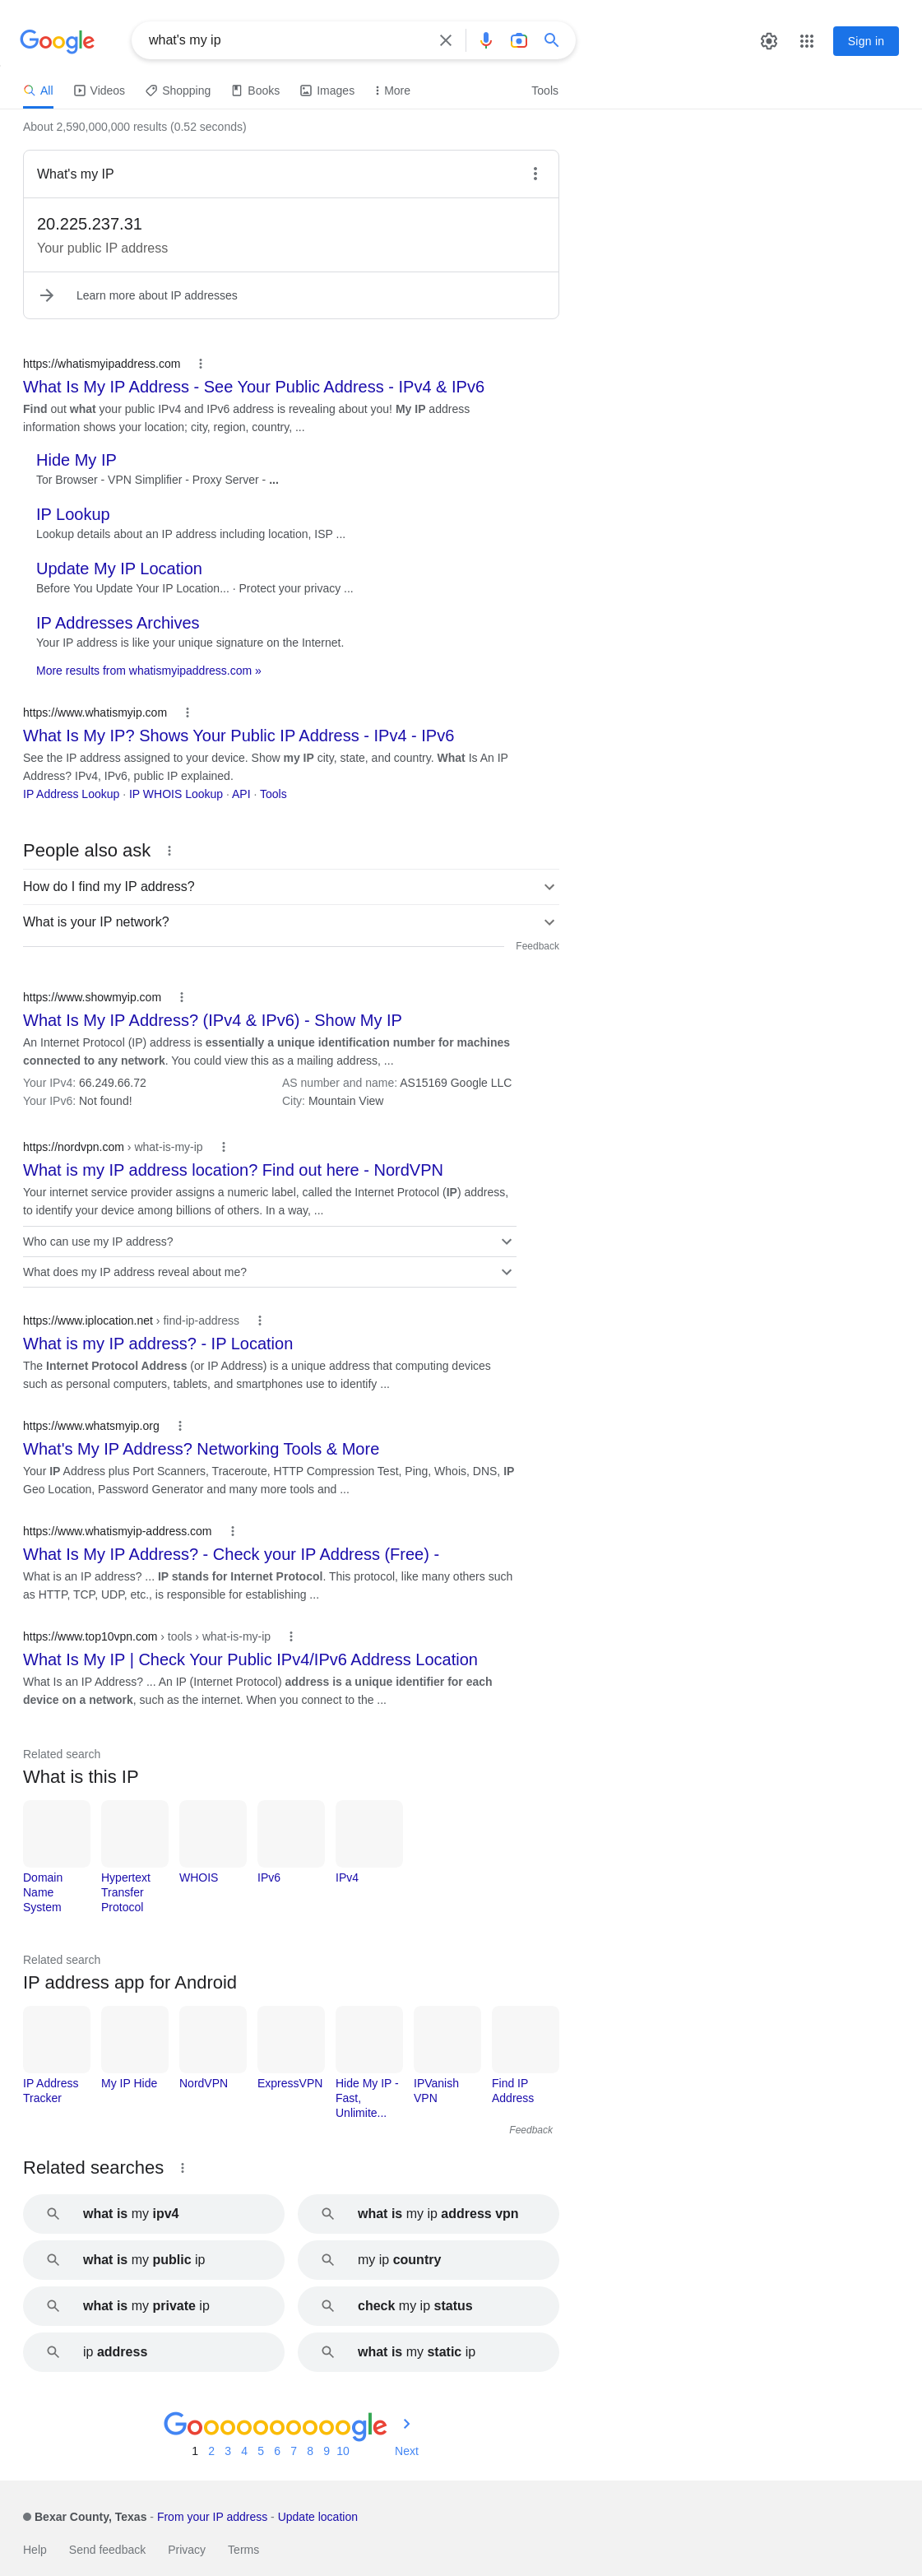 Google
what's my ip
Sign in
All
Videos
Shopping
Books
Images
More
Tools
About 2,590,000,000 results (0.52 seconds)
What's my IP
20.225.237.31
Your public IP address
Learn more about IP addresses
https://whatismyipaddress.com
What Is My IP Address - See Your Public Address - IPv4 & IPv6
Find out what your public IPv4 and IPv6 address is revealing about you! My IP address
information shows your location; city, region, country, ...
Hide My IP
Tor Browser - VPN Simplifier - Proxy Server - ...
IP Lookup
Lookup details about an IP address including location, ISP ...
Update My IP Location
Before You Update Your IP Location... · Protect your privacy ...
IP Addresses Archives
Your IP address is like your unique signature on the Internet.
More results from whatismyipaddress.com »
https://www.whatismyip.com
What Is My IP? Shows Your Public IP Address - IPv4 - IPv6
See the IP address assigned to your device. Show my IP city, state, and country. What Is An IP
Address? IPv4, IPv6, public IP explained.
IP Address Lookup · IP WHOIS Lookup · API · Tools
People also ask
How do I find my IP address?
What is your IP network?
Feedback
https://www.showmyip.com
What Is My IP Address? (IPv4 & IPv6) - Show My IP
An Internet Protocol (IP) address is essentially a unique identification number for machines
connected to any network. You could view this as a mailing address, ...
Your IPv4: 66.249.66.72
AS number and name: AS15169 Google LLC
Your IPv6: Not found!
City: Mountain View
https://nordvpn.com › what-is-my-ip
What is my IP address location? Find out here - NordVPN
Your internet service provider assigns a numeric label, called the Internet Protocol (IP) address,
to identify your device among billions of others. In a way, ...
Who can use my IP address?
What does my IP address reveal about me?
https://www.iplocation.net › find-ip-address
What is my IP address? - IP Location
The Internet Protocol Address (or IP Address) is a unique address that computing devices
such as personal computers, tablets, and smartphones use to identify ...
https://www.whatsmyip.org
What's My IP Address? Networking Tools & More
Your IP Address plus Port Scanners, Traceroute, HTTP Compression Test, Ping, Whois, DNS, IP
Geo Location, Password Generator and many more tools and ...
https://www.whatismyip-address.com
What Is My IP Address? - Check your IP Address (Free) -
What is an IP address? ... IP stands for Internet Protocol. This protocol, like many others such
as HTTP, TCP, UDP, etc., is responsible for establishing ...
https://www.top10vpn.com › tools › what-is-my-ip
What Is My IP | Check Your Public IPv4/IPv6 Address Location
What Is an IP Address? ... An IP (Internet Protocol) address is a unique identifier for each
device on a network, such as the internet. When you connect to the ...
Related search
What is this IP
Domain
Name
System
Hypertext
Transfer
Protocol
WHOIS
IPv6
IPv4
Related search
IP address app for Android
IP Address
Tracker
My IP Hide
NordVPN
ExpressVPN
Hide My IP -
Fast,
Unlimite...
IPVanish
VPN
Find IP
Address
Feedback
Related searches
what is my ipv4
what is my ip address vpn
what is my public ip
my ip country
what is my private ip
check my ip status
ip address
what is my static ip
Goooooooooogle
1 2 3 4 5 6 7 8 9 10 Next
Bexar County, Texas - From your IP address - Update location
Help
Send feedback
Privacy
Terms